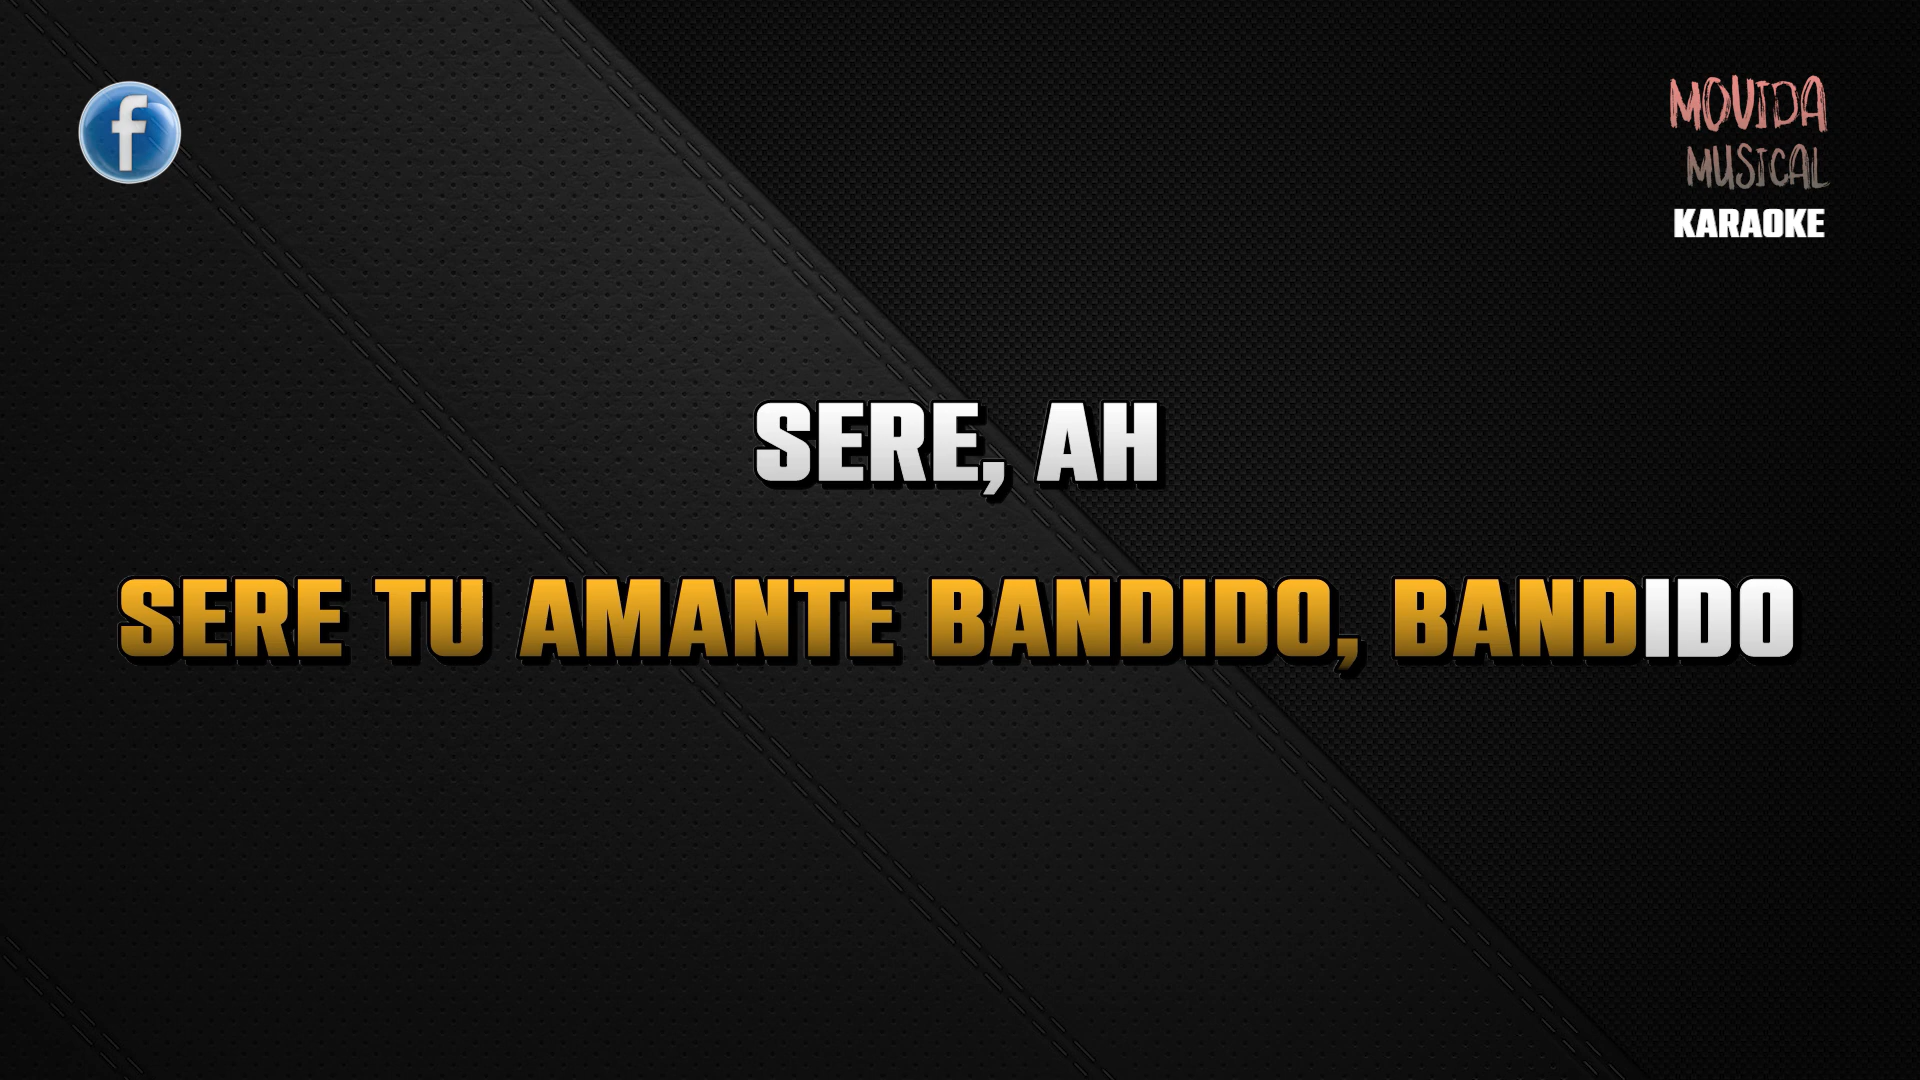 f
MOVIDA
MUSICAL
KARAOKE
SERE, AH
SERE TU AMANTE BANDIDO, BANDIDO